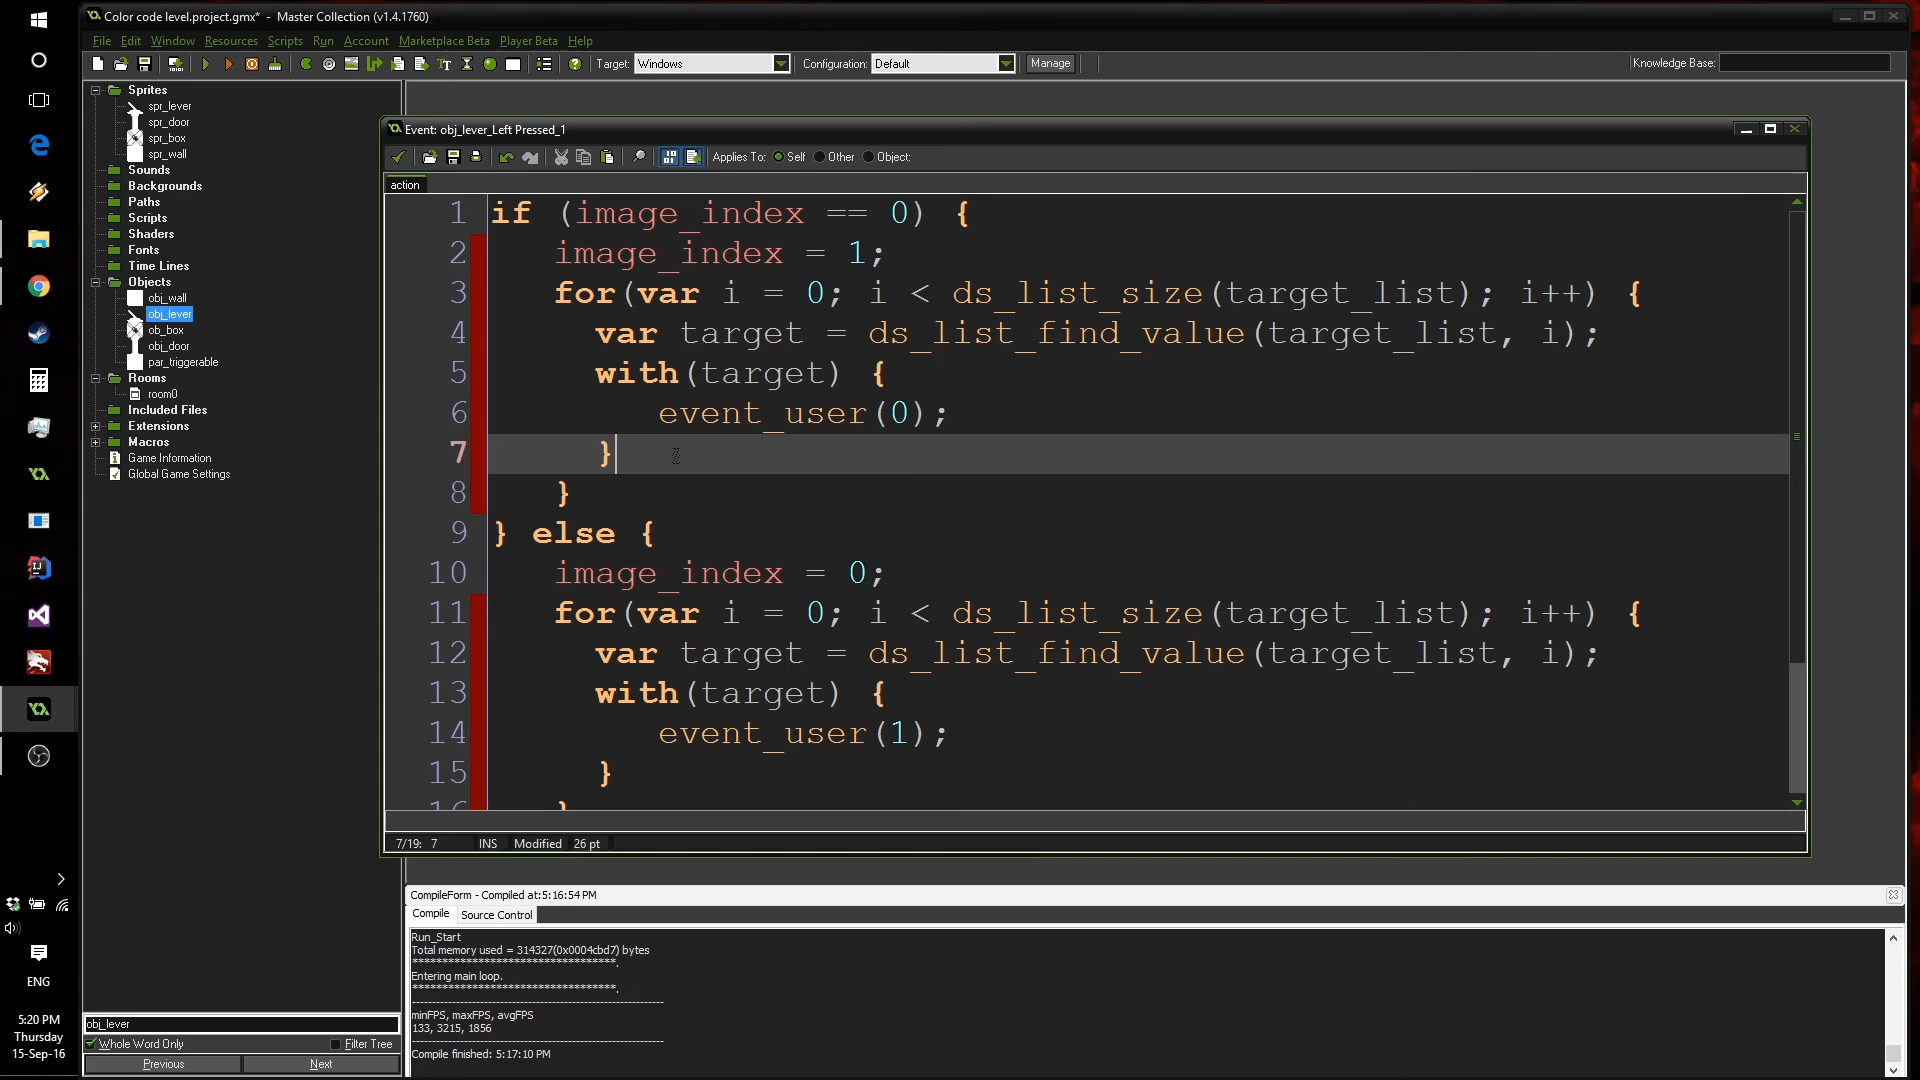 Color code level.project.gmx* - Master Collection (v1.4.1760)
File Edit Window Resources Scripts Run Account Marketplace Beta Player Beta Help
Target: Windows Configuration: Default Manage Knowledge Base:
Sprites
spr_lever
spr_door
spr_box
spr_wall
Sounds
Backgrounds
Paths
Scripts
Shaders
Fonts
Time Lines
Objects
obj_wall
obj_lever
ob_box
obj_door
par_triggerable
Rooms
room0
Included Files
Extensions
Macros
Game Information
Global Game Settings
obj_lever
Whole Word Only Filter Tree
Previous Next
Event: obj_lever_Left Pressed_1
Applies To: Self Other Object:
action
1 if (image_index == 0) {
2 image_index = 1;
3 for(var i = 0; i < ds_list_size(target_list); i++) {
4 var target = ds_list_find_value(target_list, i);
5 with(target) {
6 event_user(0);
7 }
8 }
9 } else {
10 image_index = 0;
11 for(var i = 0; i < ds_list_size(target_list); i++) {
12 var target = ds_list_find_value(target_list, i);
13 with(target) {
14 event_user(1);
15 }
16 }
7/19: 7 INS Modified 26 pt
CompileForm - Compiled at:5:16:54 PM
Compile Source Control
Run_Start
Total memory used = 314327(0x0004cbd7) bytes
***********************************.
Entering main loop.
***********************************.
minFPS, maxFPS, avgFPS
133, 3215, 1856
Compile finished: 5:17:10 PM
ENG
5:20 PM
Thursday
15-Sep-16